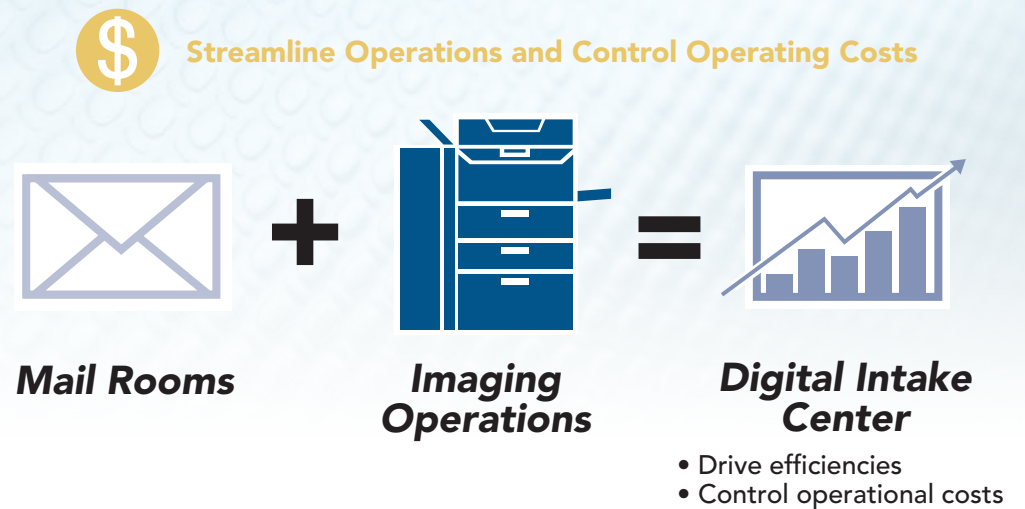 $
Streamline Operations and Control Operating Costs
+
=
Mail Rooms
Imaging
Operations
Digital Intake
Center
• Drive efficiencies
• Control operational costs